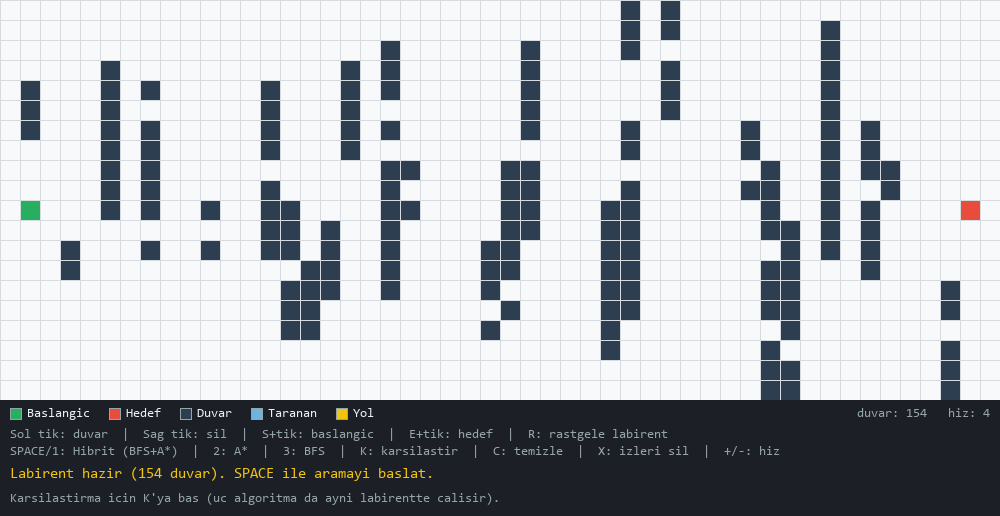 Baslangic Hedef Duvar Taranan Yol duvar: 154 hiz: 4
Sol tik: duvar | Sag tik: sil | S+tik: baslangic | E+tik: hedef | R: rastgele labirent
SPACE/1: Hibrit (BFS+A*) | 2: A* | 3: BFS | K: karsilastir | C: temizle | X: izleri sil | +/-: hiz
Labirent hazir (154 duvar). SPACE ile aramayi baslat.
Karsilastirma icin K'ya bas (uc algoritma da ayni labirentte calisir).